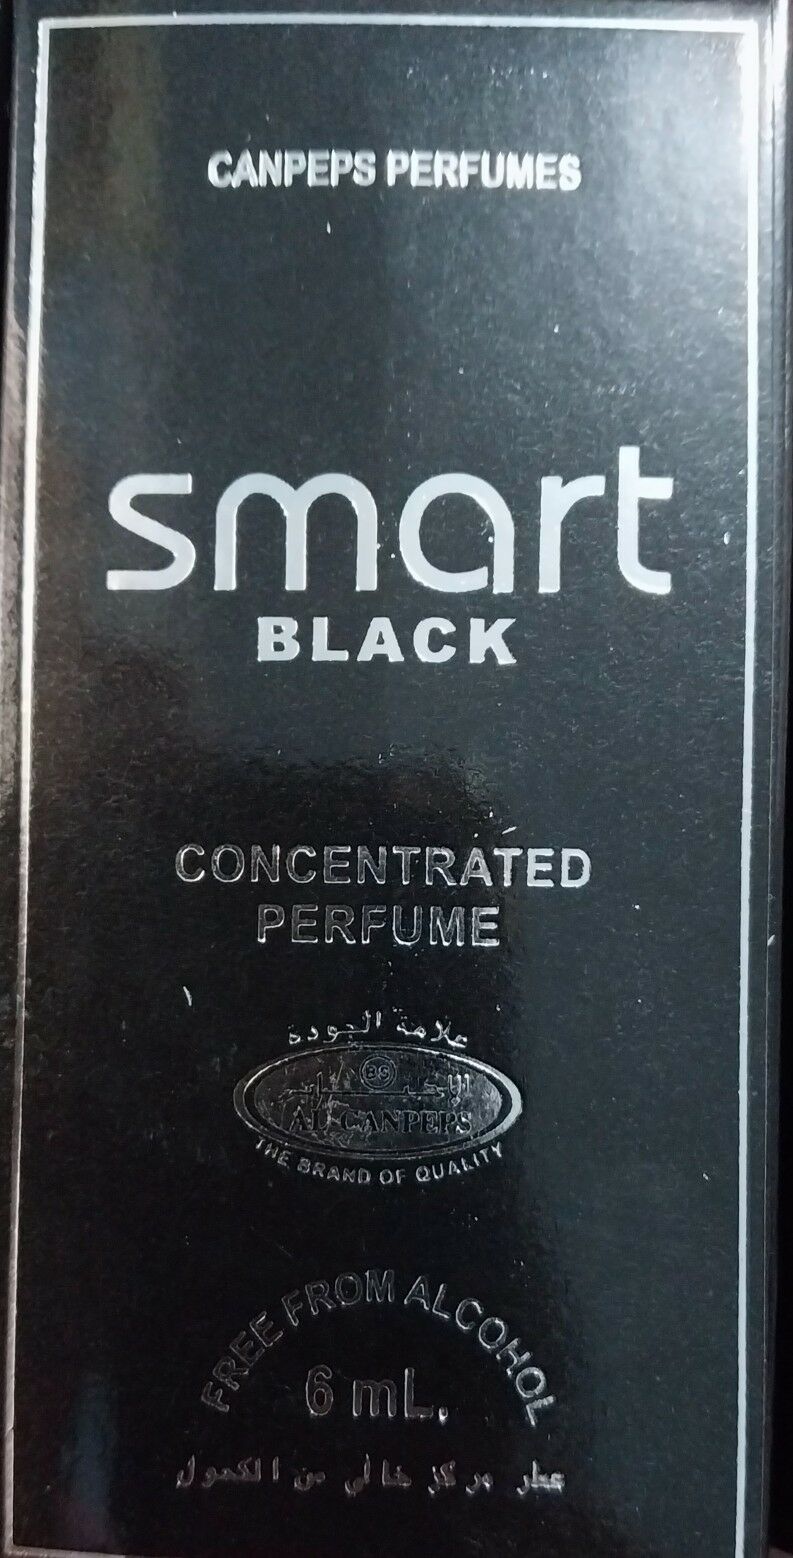 CANPEPS PERFUMES
smart
BLACK
CONCENTRATED
PERFUME
علامة الجودة
BS
AL-CANPEPS
THE BRAND OF QUALITY
FREE FROM ALCOHOL
6 mL.
عطر مركز خالي من الكحول